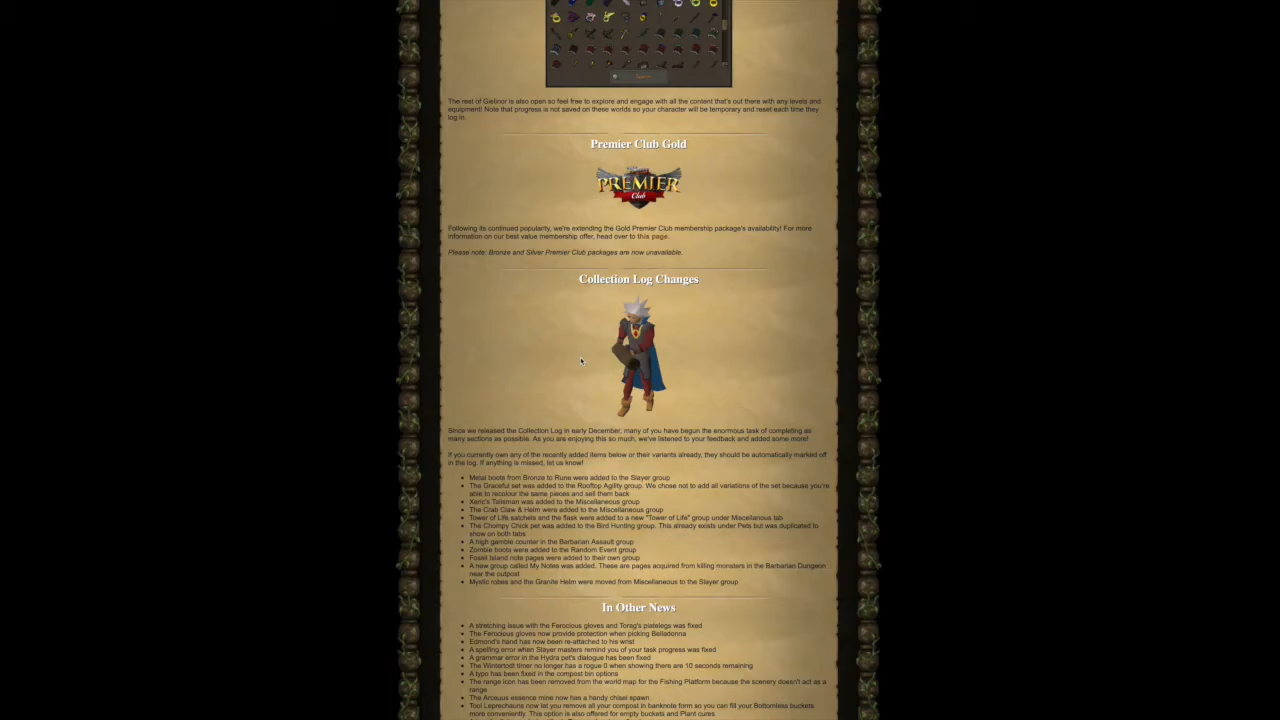 Search
The rest of Gielinor is also open so feel free to explore and engage with all the content that's out there with any levels and
equipment! Note that progress is not saved on these worlds so your character will be temporary and reset each time they
log in.
Premier Club Gold
PREMIER
Club
Following its continued popularity, we're extending the Gold Premier Club membership package's availability! For more
information on our best value membership offer, head over to this page.
Please note: Bronze and Silver Premier Club packages are now unavailable.
Collection Log Changes
Since we released the Collection Log in early December, many of you have begun the enormous task of completing as
many sections as possible. As you are enjoying this so much, we've listened to your feedback and added some more!
If you currently own any of the recently added items below or their variants already, they should be automatically marked off
in the log. If anything is missed, let us know!
Metal boots from Bronze to Rune were added to the Slayer group
The Graceful set was added to the Rooftop Agility group. We chose not to add all variations of the set because you're
able to recolour the same pieces and sell them back
Xeric's Talisman was added to the Miscellaneous group
The Crab Claw & Helm were added to the Miscellaneous group
Tower of Life satchels and the flask were added to a new "Tower of Life" group under Miscellanous tab
The Chompy Chick pet was added to the Bird Hunting group. This already exists under Pets but was duplicated to
show on both tabs
A high gamble counter in the Barbarian Assault group
Zombie boots were added to the Random Event group
Fossil Island note pages were added to their own group
A new group called My Notes was added. These are pages acquired from killing monsters in the Barbarian Dungeon
near the outpost
Mystic robes and the Granite Helm were moved from Miscellaneous to the Slayer group
In Other News
A stretching issue with the Ferocious gloves and Torag's platelegs was fixed
The Ferocious gloves now provide protection when picking Belladonna
Edmond's hand has now been re-attached to his wrist
A spelling error when Slayer masters remind you of your task progress was fixed
A grammar error in the Hydra pet's dialogue has been fixed
The Wintertodt timer no longer has a rogue 0 when showing there are 10 seconds remaining
A typo has been fixed in the compost bin options
The range icon has been removed from the world map for the Fishing Platform because the scenery doesn't act as a
range
The Arceuus essence mine now has a handy chisel spawn
Tool Leprechauns now let you remove all your compost in banknote form so you can fill your Bottomless buckets
more conveniently. This option is also offered for empty buckets and Plant cures